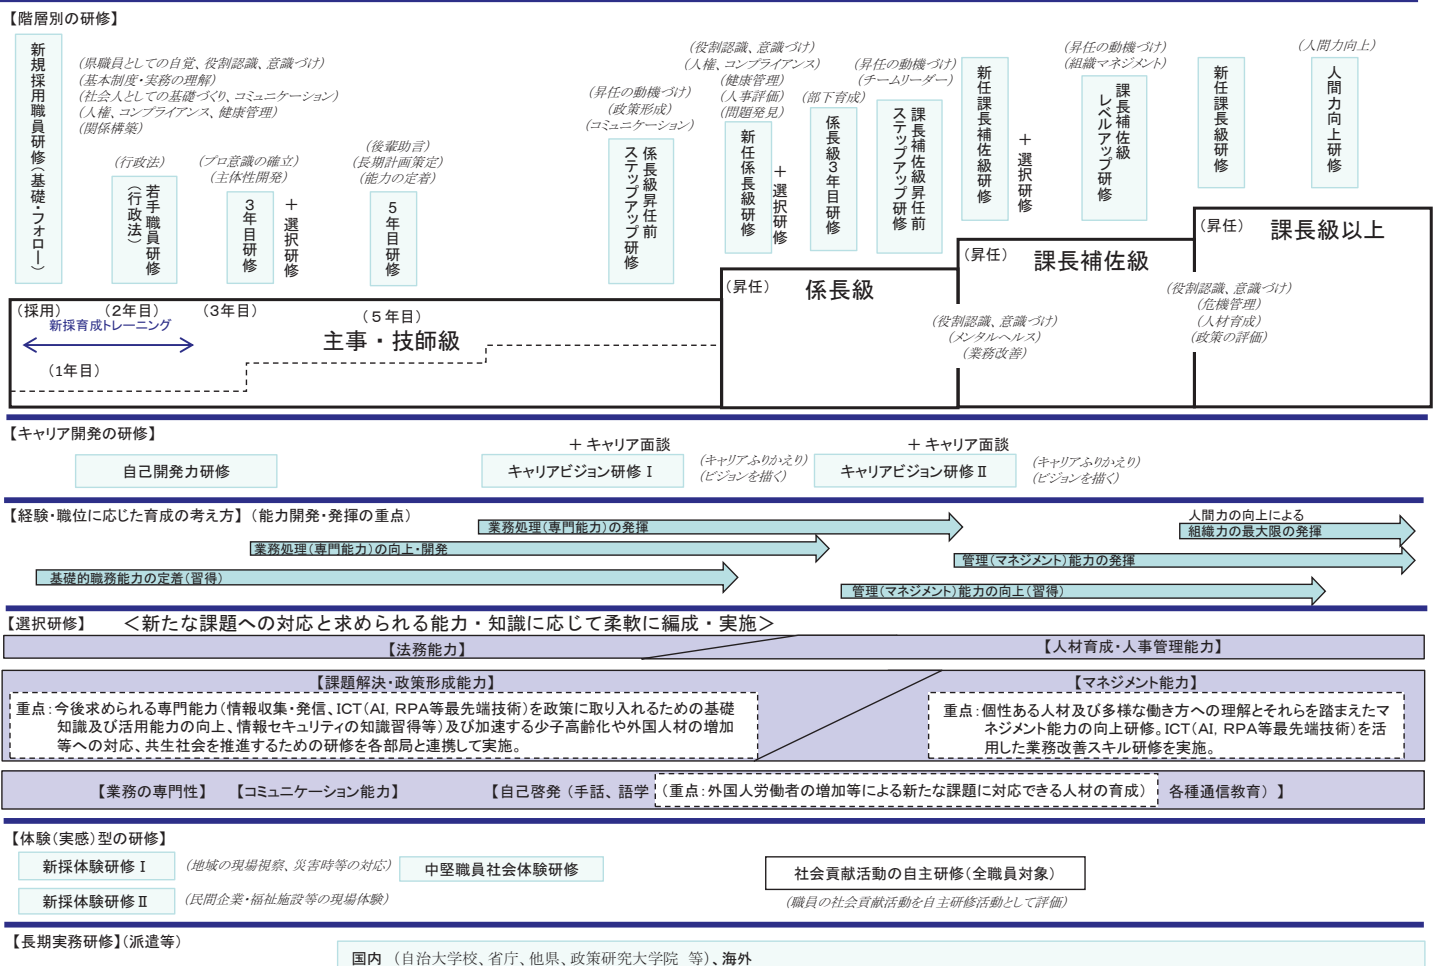 【階層別の研修】
新規採用職員研修（基礎・フォロー）
（県職員としての自覚、役割認識、意識づけ）
（基本制度・実務の理解）
（社会人としての基礎づくり、コミュニケーション）
（人権、コンプライアンス、健康管理）
（関係構築）
（行政法）
若手職員研修
（行政法）
（プロ意識の確立）
（主体性開発）
３年目研修
＋選択研修
（後輩助言）
（長期計画策定）
（能力の定着）
５年目研修
（昇任の動機づけ）
（政策形成）
（コミュニケーション）
係長級昇任前
ステップアップ研修
（役割認識、意識づけ）
（人権、コンプライアンス）
（健康管理）
（人事評価）
（問題発見）
新任係長級研修
＋選択研修
（部下育成）
係長級３年目研修
（昇任の動機づけ）
（チームリーダー）
課長補佐級昇任前
ステップアップ研修
新任課長補佐級研修
＋選択研修
（昇任の動機づけ）
（組織マネジメント）
課長補佐級
レベルアップ研修
新任課長級研修
（人間力向上）
人間力向上研修
（採用）
（2年目）
（3年目）
新採育成トレーニング
（1年目）
（５年目）
主事・技師級
（昇任）
係長級
（昇任）
課長補佐級
（役割認識、意識づけ）
（メンタルヘルス）
（業務改善）
（昇任）
課長級以上
（役割認識、意識づけ）
（危機管理）
（人材育成）
（政策の評価）
【キャリア開発の研修】
自己開発力研修
＋キャリア面談
キャリアビジョン研修Ⅰ
（キャリアふりかえり）
（ビジョンを描く）
＋キャリア面談
キャリアビジョン研修Ⅱ
（キャリアふりかえり）
（ビジョンを描く）
【経験・職位に応じた育成の考え方】（能力開発・発揮の重点）
業務処理（専門能力）の発揮
人間力の向上による
組織力の最大限の発揮
業務処理（専門能力）の向上・開発
管理（マネジメント）能力の発揮
基礎的職務能力の定着（習得）
管理（マネジメント）能力の向上（習得）
【選択研修】　＜新たな課題への対応と求められる能力・知識に応じて柔軟に編成・実施＞
【法務能力】
【人材育成・人事管理能力】
【課題解決・政策形成能力】
重点：今後求められる専門能力（情報収集・発信、ICT（AI, RPA等最先端技術）を政策に取り入れるための基礎
知識及び活用能力の向上、情報セキュリティの知識習得等）及び加速する少子高齢化や外国人材の増加
等への対応、共生社会を推進するための研修を各部局と連携して実施。
【マネジメント能力】
重点：個性ある人材及び多様な働き方への理解とそれらを踏まえたマ
ネジメント能力の向上研修。ICT（AI, RPA等最先端技術）を活
用した業務改善スキル研修を実施。
【業務の専門性】　【コミュニケーション能力】　【自己啓発（手話、語学（重点：外国人労働者の増加等による新たな課題に対応できる人材の育成）各種通信教育）】
【体験（実感）型の研修】
新採体験研修Ⅰ
（地域の現場視察、災害時等の対応）
中堅職員社会体験研修
社会貢献活動の自主研修（全職員対象）
新採体験研修Ⅱ
（民間企業・福祉施設等の現場体験）
（職員の社会貢献活動を自主研修活動として評価）
【長期実務研修】（派遣等）
国内　（自治大学校、省庁、他県、政策研究大学院　等）、海外